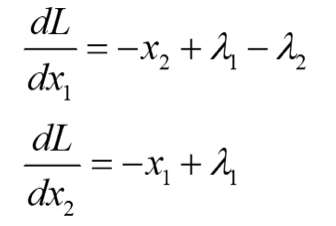 dL/dx₁ = −x₂ + λ₁ − λ₂
dL/dx₂ = −x₁ + λ₁